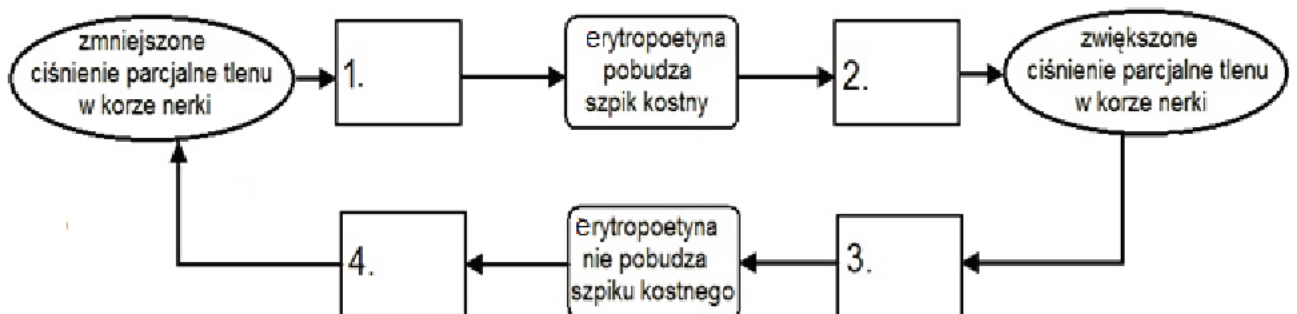 zmniejszone
ciśnienie parcjalne tlenu
w korze nerki
1.
erytropoetyna
pobudza
szpik kostny
2.
zwiększone
ciśnienie parcjalne tlenu
w korze nerki
3.
erytropoetyna
nie pobudza
szpiku kostnego
4.